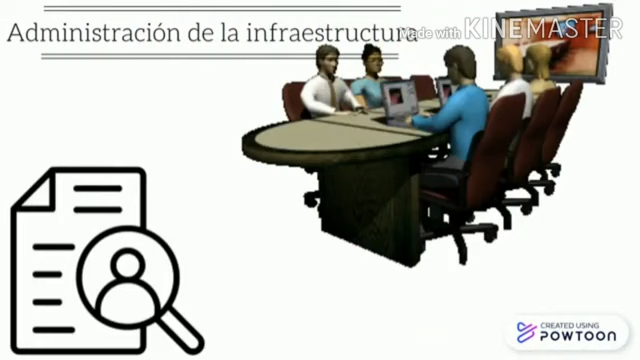 Administración de la infraestructura
Made with KINEMASTER
CREATED USING
POWTOON